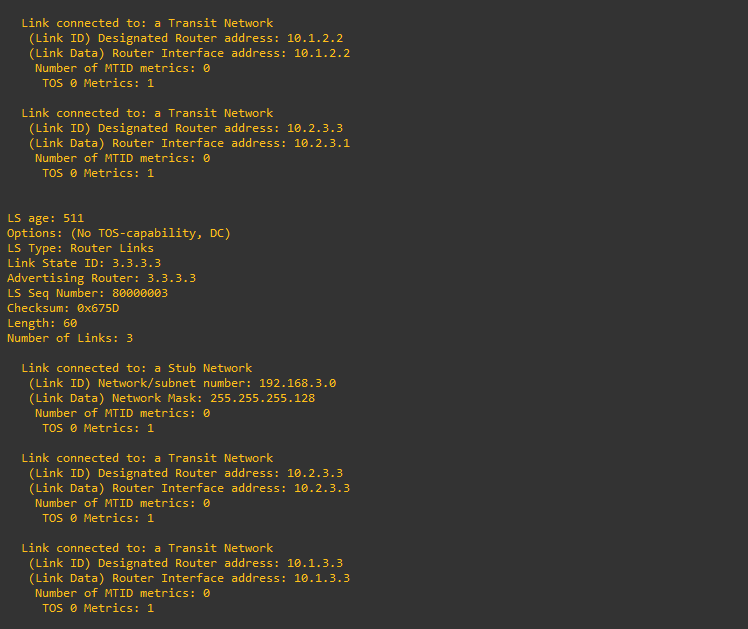 Link connected to: a Transit Network
(Link ID) Designated Router address: 10.1.2.2
(Link Data) Router Interface address: 10.1.2.2
Number of MTID metrics: 0
TOS 0 Metrics: 1
Link connected to: a Transit Network
(Link ID) Designated Router address: 10.2.3.3
(Link Data) Router Interface address: 10.2.3.1
Number of MTID metrics: 0
TOS 0 Metrics: 1
LS age: 511
Options: (No TOS-capability, DC)
LS Type: Router Links
Link State ID: 3.3.3.3
Advertising Router: 3.3.3.3
LS Seq Number: 80000003
Checksum: 0x675D
Length: 60
Number of Links: 3
Link connected to: a Stub Network
(Link ID) Network/subnet number: 192.168.3.0
(Link Data) Network Mask: 255.255.255.128
Number of MTID metrics: 0
TOS 0 Metrics: 1
Link connected to: a Transit Network
(Link ID) Designated Router address: 10.2.3.3
(Link Data) Router Interface address: 10.2.3.3
Number of MTID metrics: 0
TOS 0 Metrics: 1
Link connected to: a Transit Network
(Link ID) Designated Router address: 10.1.3.3
(Link Data) Router Interface address: 10.1.3.3
Number of MTID metrics: 0
TOS 0 Metrics: 1